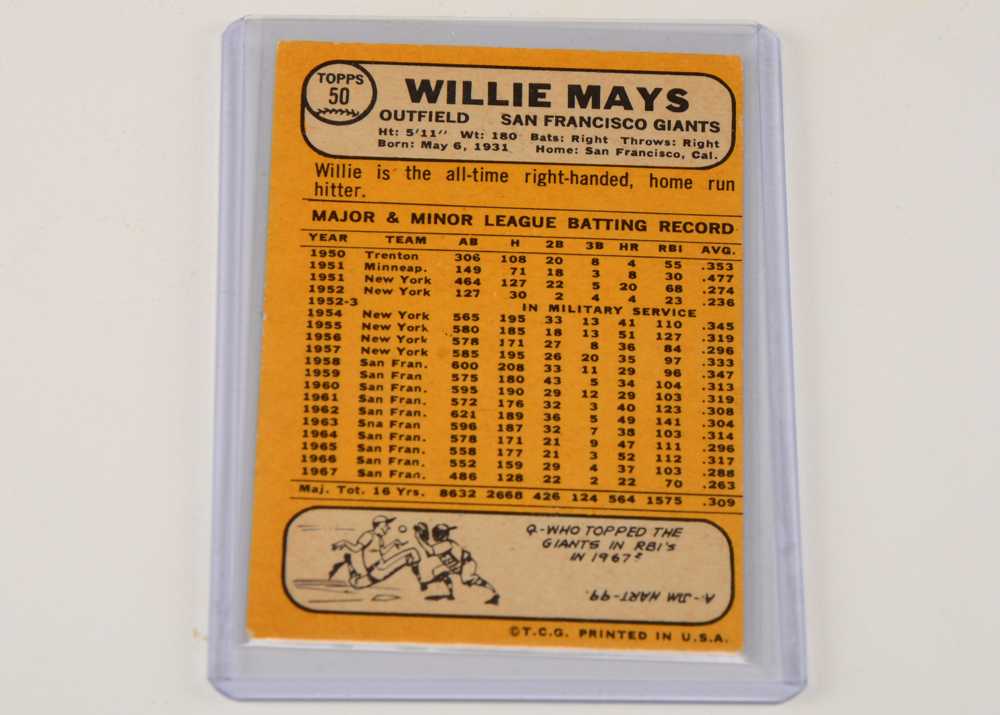 TOPPS
50
WILLIE MAYS
OUTFIELD SAN FRANCISCO GIANTS
Ht: 5'11" Wt: 180 Bats: Right Throws: Right
Born: May 6, 1931 Home: San Francisco, Cal.
Willie is the all-time right-handed, home run
hitter.
MAJOR & MINOR LEAGUE BATTING RECORD
YEAR TEAM AB H 2B 3B HR RBI AVG.
1950 Trenton 306 108 20 8 4 55 .353
1951 Minneap. 149 71 18 3 8 30 .477
1951 New York 464 127 22 5 20 68 .274
1952 New York 127 30 2 4 4 23 .236
1952-3 IN MILITARY SERVICE
1954 New York 565 195 33 13 41 110 .345
1955 New York 580 185 18 13 51 127 .319
1956 New York 578 171 27 8 36 84 .296
1957 New York 585 195 26 20 35 97 .333
1958 San Fran. 600 208 33 11 29 96 .347
1959 San Fran 575 180 43 5 34 104 .313
1960 San Fran. 595 190 29 12 29 103 .319
1961 San Fran. 572 176 32 3 40 123 .308
1962 San Fran. 621 189 36 5 49 141 .304
1963 Sna Fran 596 187 32 7 38 103 .314
1964 San Fran. 578 171 21 9 47 111 .296
1965 San Fran. 558 177 21 3 52 112 .317
1966 San Fran. 552 159 29 4 37 103 .288
1967 San Fran. 486 128 22 2 22 70 .263
Maj. Tot. 16 Yrs. 8632 2668 426 124 564 1575 .309
Q-WHO TOPPED THE
GIANTS IN RBI'S
IN 1967?
A-JIM HART-99.
©T.C.G. PRINTED IN U.S.A.